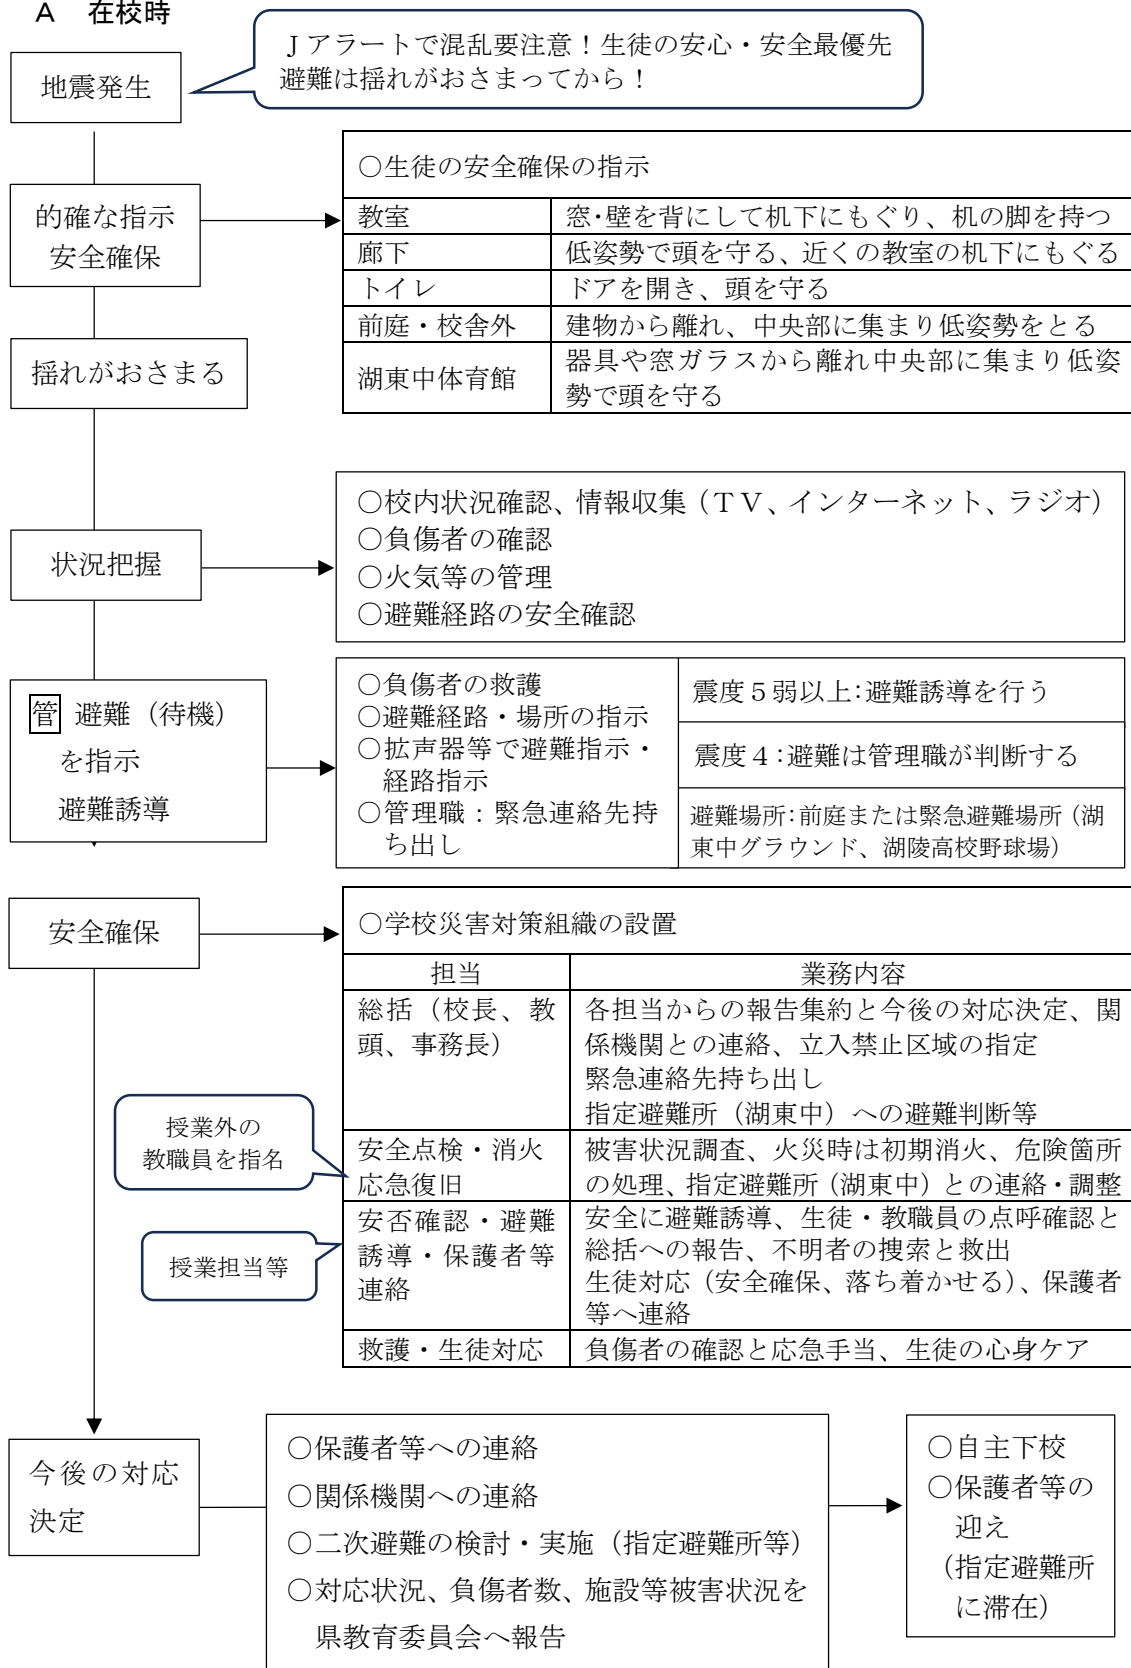 A 在校時
Jアラートで混乱要注意！生徒の安心・安全最優先
避難は揺れがおさまってから！
地震発生
的確な指示
安全確保
○生徒の安全確保の指示
教室 窓・壁を背にして机下にもぐり、机の脚を持つ
廊下 低姿勢で頭を守る、近くの教室の机下にもぐる
トイレ ドアを開き、頭を守る
前庭・校舎外 建物から離れ、中央部に集まり低姿勢をとる
湖東中体育館 器具や窓ガラスから離れ中央部に集まり低姿
勢で頭を守る
揺れがおさまる
状況把握
○校内状況確認、情報収集（ＴＶ、インターネット、ラジオ）
○負傷者の確認
○火気等の管理
○避難経路の安全確認
管 避難（待機）
を指示
避難誘導
○負傷者の救護
○避難経路・場所の指示
○拡声器等で避難指示・
経路指示
○管理職：緊急連絡先持
ち出し
震度５弱以上：避難誘導を行う
震度４：避難は管理職が判断する
避難場所：前庭または緊急避難場所（湖
東中グラウンド、湖陵高校野球場）
安全確保
○学校災害対策組織の設置
担当 業務内容
総括（校長、教
頭、事務長）
各担当からの報告集約と今後の対応決定、関
係機関との連絡、立入禁止区域の指定
緊急連絡先持ち出し
指定避難所（湖東中）への避難判断等
授業外の
教職員を指名
安全点検・消火
応急復旧
被害状況調査、火災時は初期消火、危険箇所
の処理、指定避難所（湖東中）との連絡・調整
授業担当等
安否確認・避難
誘導・保護者等
連絡
安全に避難誘導、生徒・教職員の点呼確認と
総括への報告、不明者の捜索と救出
生徒対応（安全確保、落ち着かせる）、保護者
等へ連絡
救護・生徒対応 負傷者の確認と応急手当、生徒の心身ケア
今後の対応
決定
○保護者等への連絡
○関係機関への連絡
○二次避難の検討・実施（指定避難所等）
○対応状況、負傷者数、施設等被害状況を
県教育委員会へ報告
○自主下校
○保護者等の
迎え
（指定避難所
に滞在）